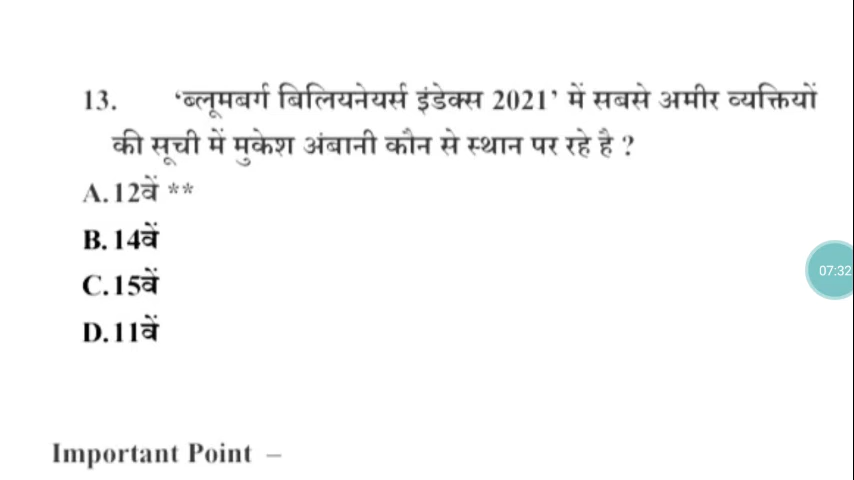 13. ‘ब्लूमबर्ग बिलियनेयर्स इंडेक्स 2021’ में सबसे अमीर व्यक्तियों
की सूची में मुकेश अंबानी कौन से स्थान पर रहे है ?
A.12वें **
B.14वें
C.15वें
D.11वें
07:32
Important Point –